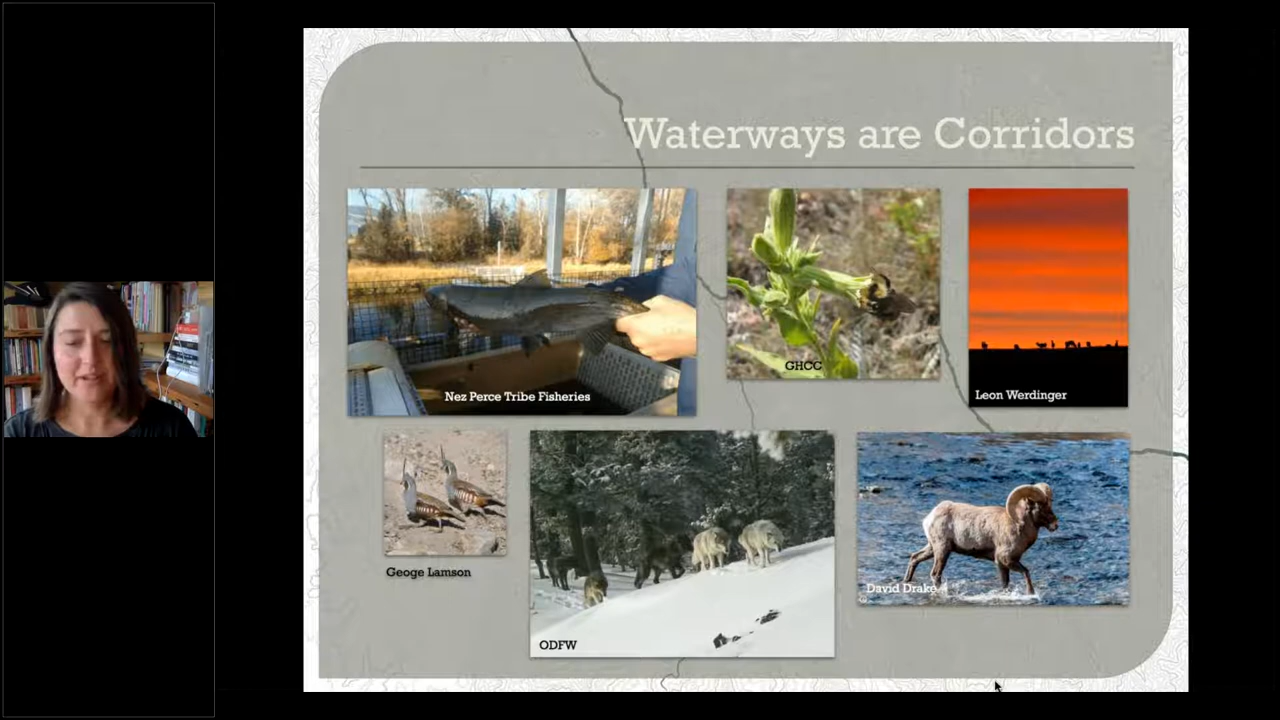 Waterways are Corridors
Nez Perce Tribe Fisheries
GHCC
Leon Werdinger
Geoge Lamson
ODFW
David Drake